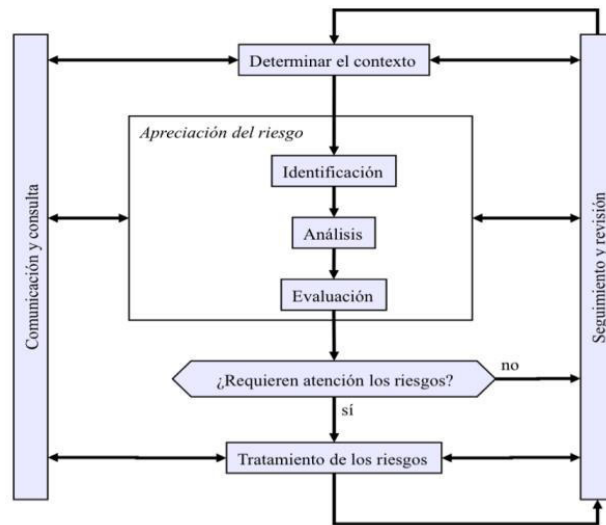 Determinar el contexto
Apreciación del riesgo
Identificación
Análisis
Evaluación
¿Requieren atención los riesgos?
no
sí
Tratamiento de los riesgos
Comunicación y consulta
Seguimiento y revisión